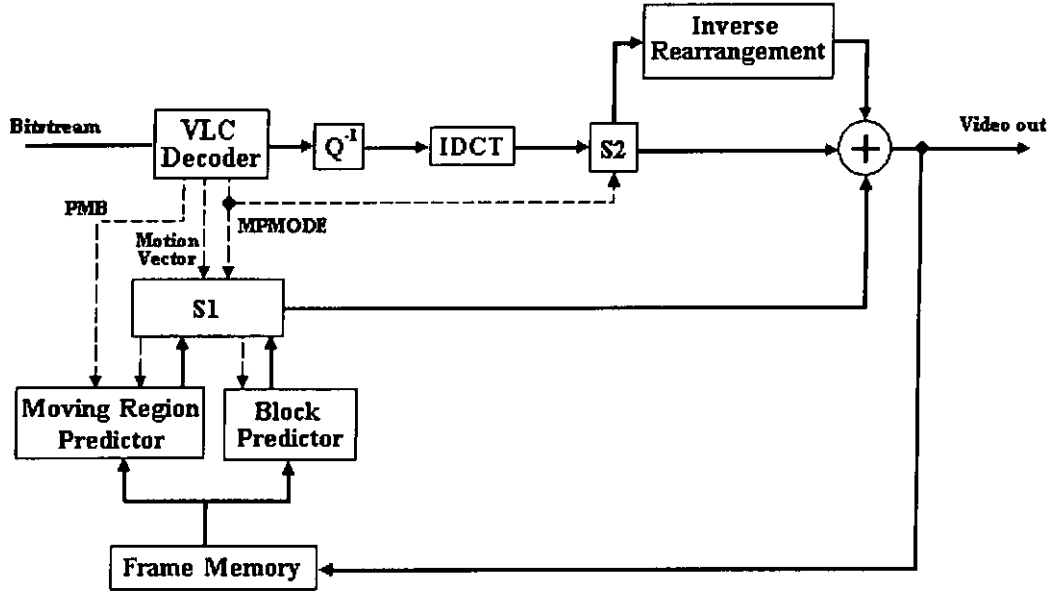 Inverse
Rearrangement
Bitstream
VLC
Decoder
Q⁻¹
IDCT
S2
+
Video out
PMB
Motion
Vector
MPMODE
S1
Moving Region
Predictor
Block
Predictor
Frame Memory